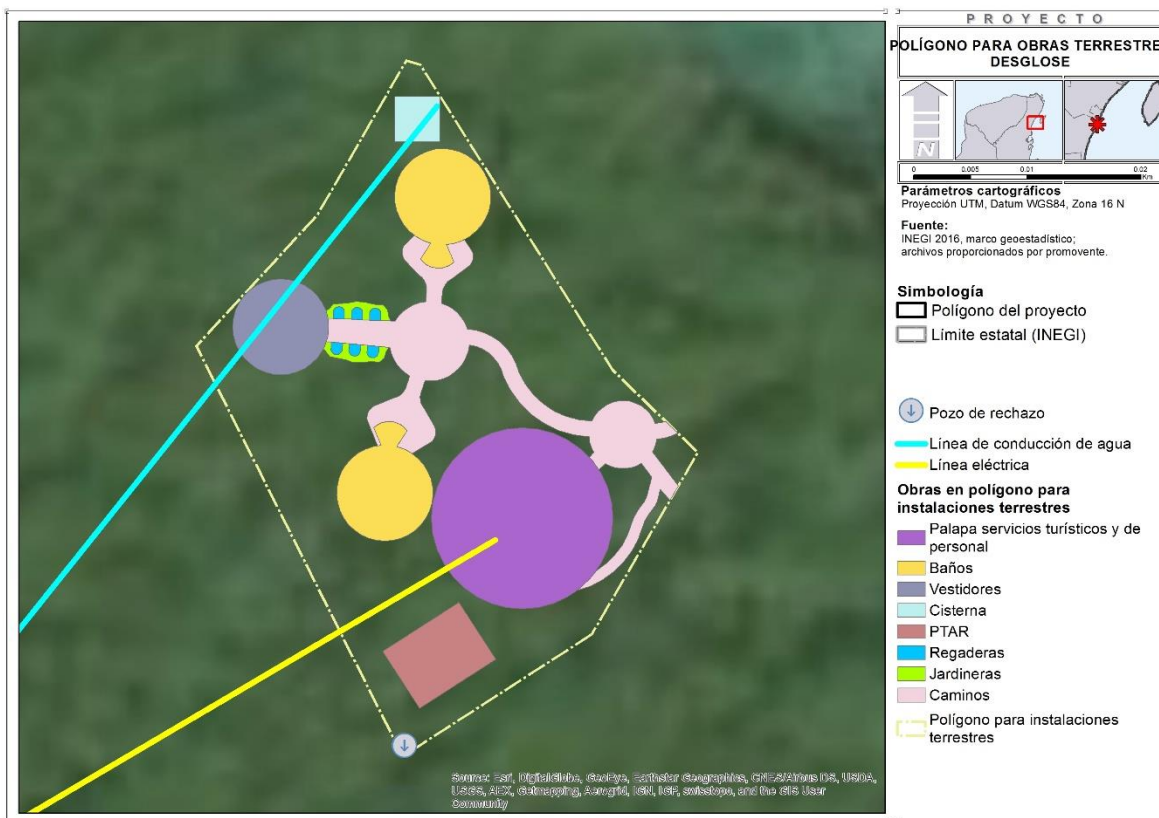 PROYECTO
POLÍGONO PARA OBRAS TERRESTRE
DESGLOSE
N
0 0.005 0.01 0.02
Km
Parámetros cartográficos
Proyección UTM, Datum WGS84, Zona 16 N
Fuente:
INEGI 2016, marco geoestadístico;
archivos proporcionados por promovente.
Simbología
Polígono del proyecto
Límite estatal (INEGI)
Pozo de rechazo
Línea de conducción de agua
Línea eléctrica
Obras en polígono para
instalaciones terrestres
Palapa servicios turísticos y de
personal
Baños
Vestidores
Cisterna
PTAR
Regaderas
Jardineras
Caminos
Polígono para instalaciones
terrestres
Source: Esri, DigitalGlobe, GeoEye, Earthstar Geographics, CNES/Airbus DS, USDA,
USGS, AEX, Getmapping, Aerogrid, IGN, IGP, swisstopo, and the GIS User
Community